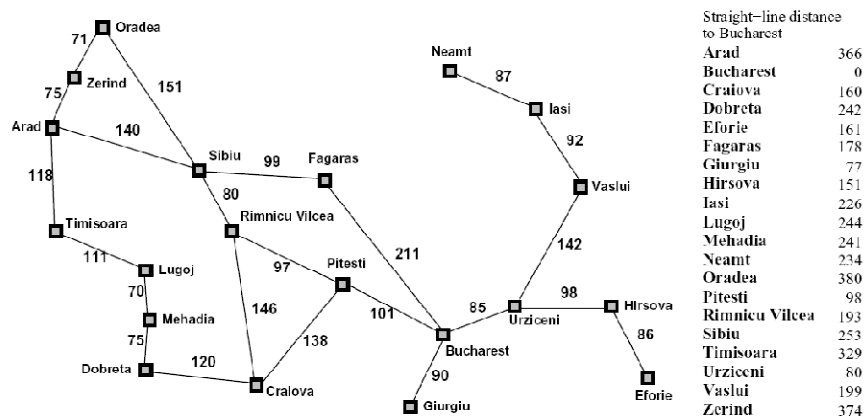 Oradea
71
Zerind
75
151
Arad
140
118
Sibiu
99
Fagaras
80
Timisoara
Rimnicu Vilcea
111
Lugoj
97
Pitesti
211
70
146
101
Mehadia
138
75
120
Dobreta
Craiova
Bucharest
90
Giurgiu
85
Urziceni
98
Hirsova
86
Eforie
142
Vaslui
92
Iasi
87
Neamt
Straight-line distance
to Bucharest
Arad 366
Bucharest 0
Craiova 160
Dobreta 242
Eforie 161
Fagaras 178
Giurgiu 77
Hirsova 151
Iasi 226
Lugoj 244
Mehadia 241
Neamt 234
Oradea 380
Pitesti 98
Rimnicu Vilcea 193
Sibiu 253
Timisoara 329
Urziceni 80
Vaslui 199
Zerind 374